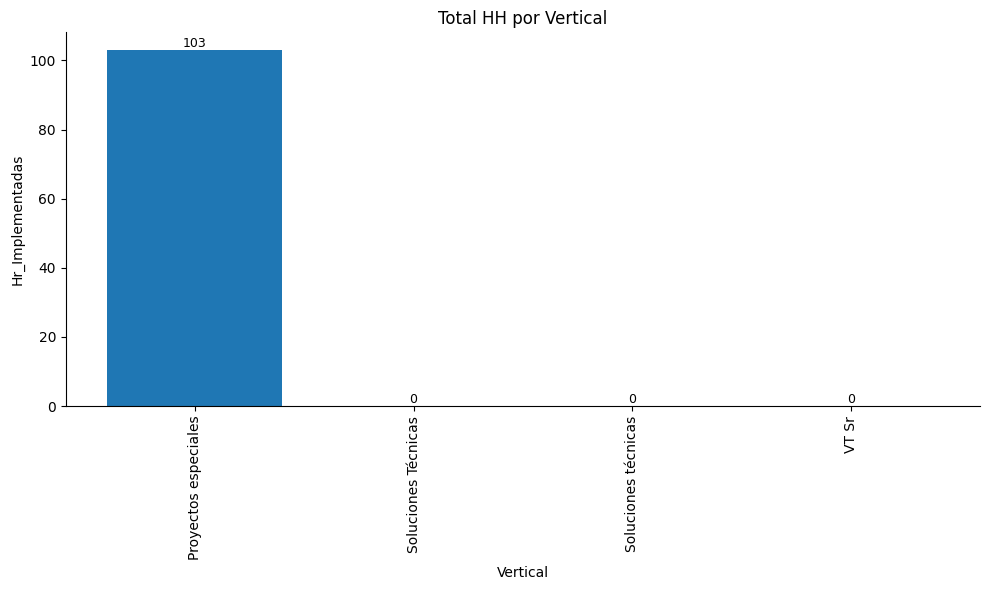 Total HH por Vertical
Hr_Implementadas
100
80
60
40
20
0
103
0
0
0
Proyectos especiales
Soluciones Técnicas
Soluciones técnicas
VT Sr
Vertical